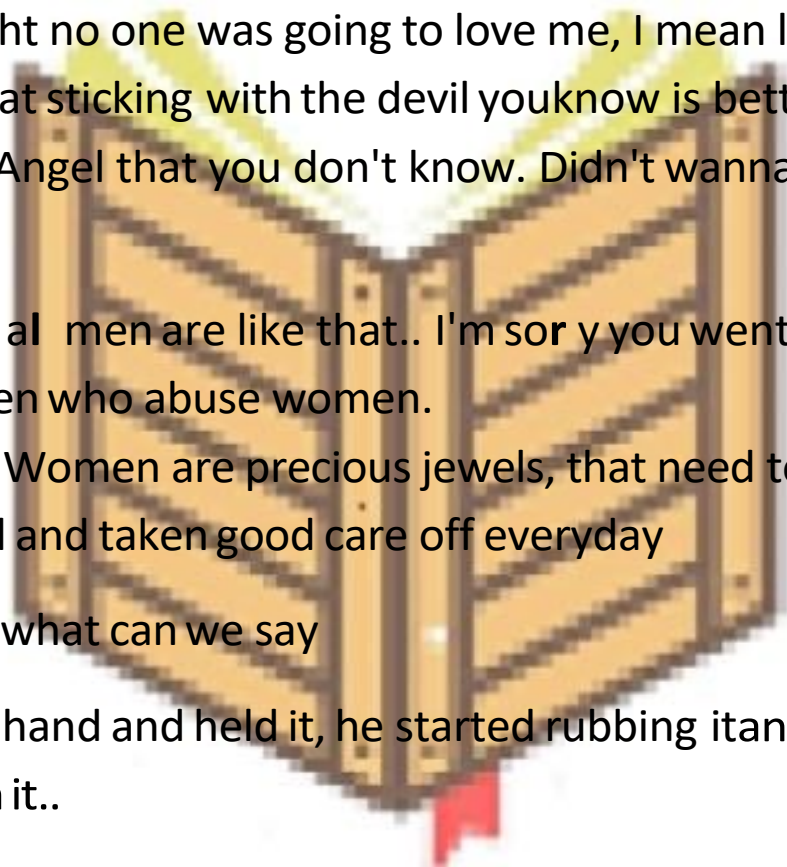 ht no one was going to love me, I mean l
at sticking with the devil youknow is bett
Angel that you don't know. Didn't wanna
al men are like that.. I'm sor y you went
en who abuse women.
Women are precious jewels, that need to
l and taken good care off everyday
what can we say
hand and held it, he started rubbing itan
it..